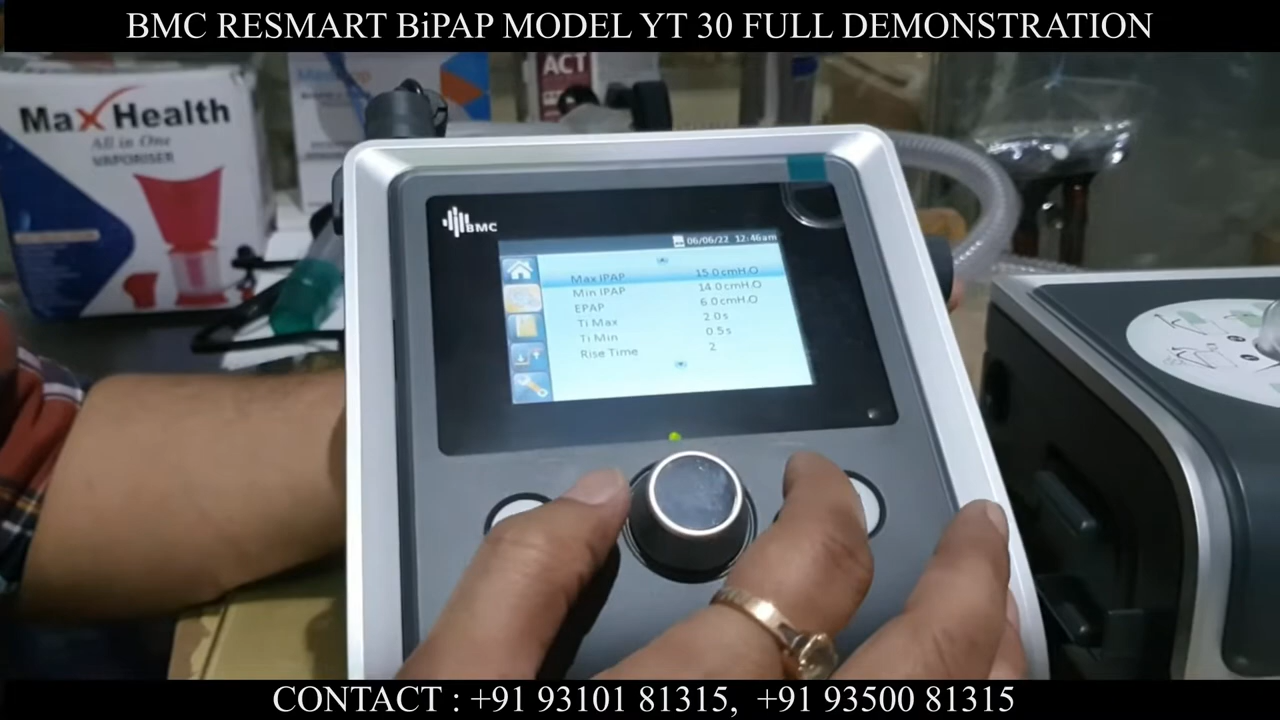 BMC RESMART BiPAP MODEL YT 30 FULL DEMONSTRATION
ACT
Max Health
All in One
VAPORISER
BMC
06/06/22 12:46am
Max IPAP 15.0cmH2O
Min IPAP 14.0cmH2O
EPAP 6.0cmH2O
Ti Max 2.0s
Ti Min 0.5s
Rise Time 2
CONTACT : +91 93101 81315, +91 93500 81315